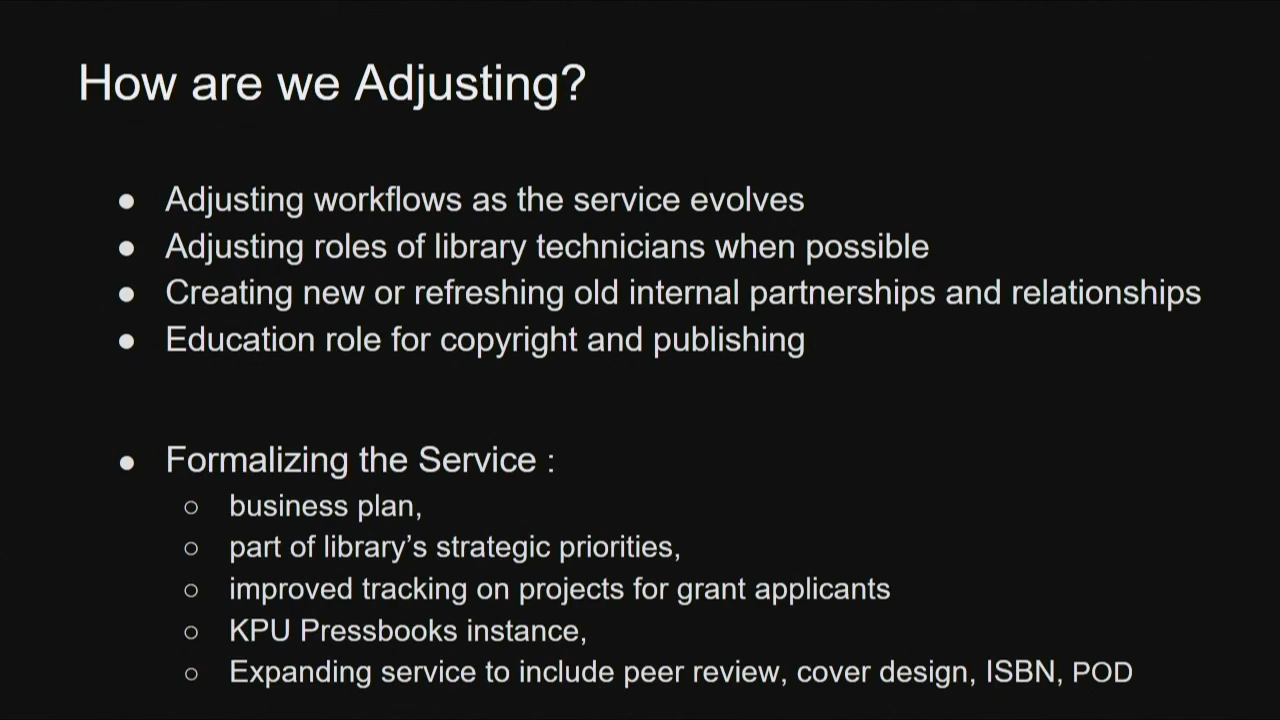 How are we Adjusting?
● Adjusting workflows as the service evolves
● Adjusting roles of library technicians when possible
● Creating new or refreshing old internal partnerships and relationships
● Education role for copyright and publishing
● Formalizing the Service :
○ business plan,
○ part of library’s strategic priorities,
○ improved tracking on projects for grant applicants
○ KPU Pressbooks instance,
○ Expanding service to include peer review, cover design, ISBN, POD